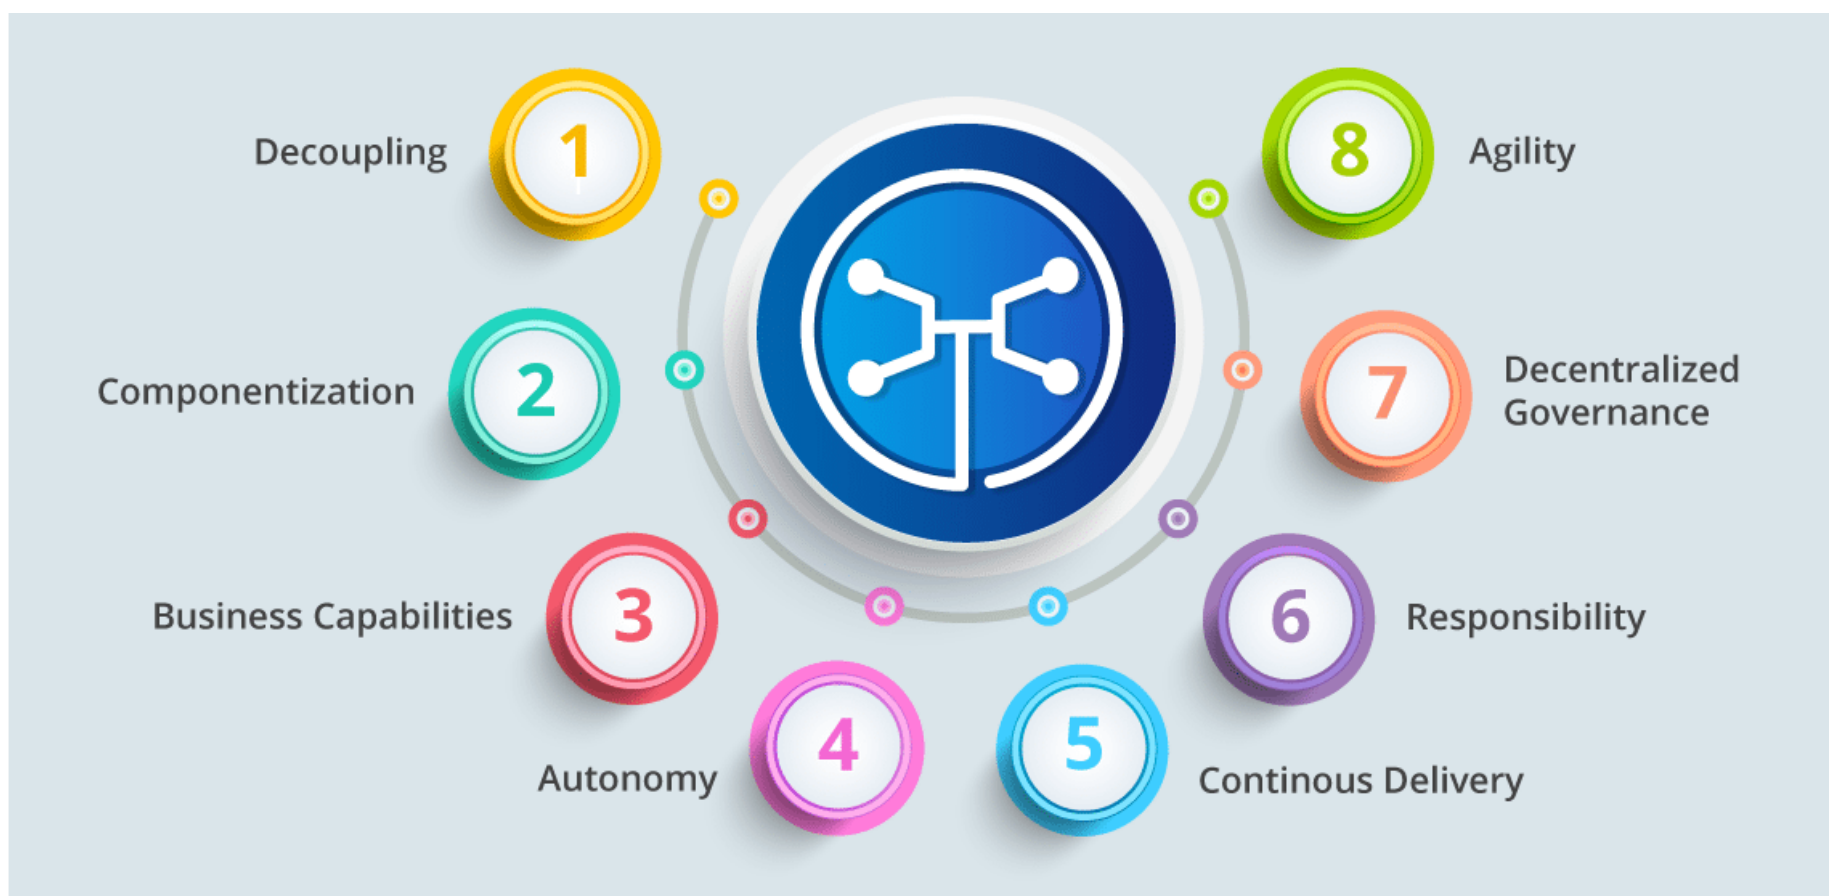 1
Decoupling
2
Componentization
3
Business Capabilities
4
Autonomy
5
Continous Delivery
6
Responsibility
7
Decentralized
Governance
8
Agility